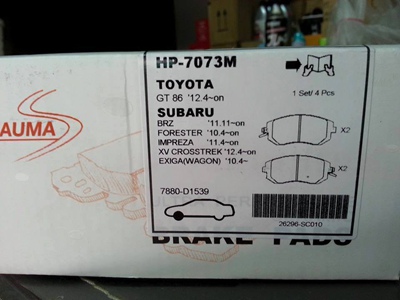 HP-7073M
TOYOTA
GT 86 '12.4~on
SUBARU
BRZ '11.11~on
FORESTER '10.4~on
IMPREZA '11.4~on
XV CROSSTREK '12.4~on
EXIGA(WAGON) '10.4~
7880-D1539
1 Set/ 4 Pcs
X2
X2
26296-SC010
AUMA
BRAKE PADS